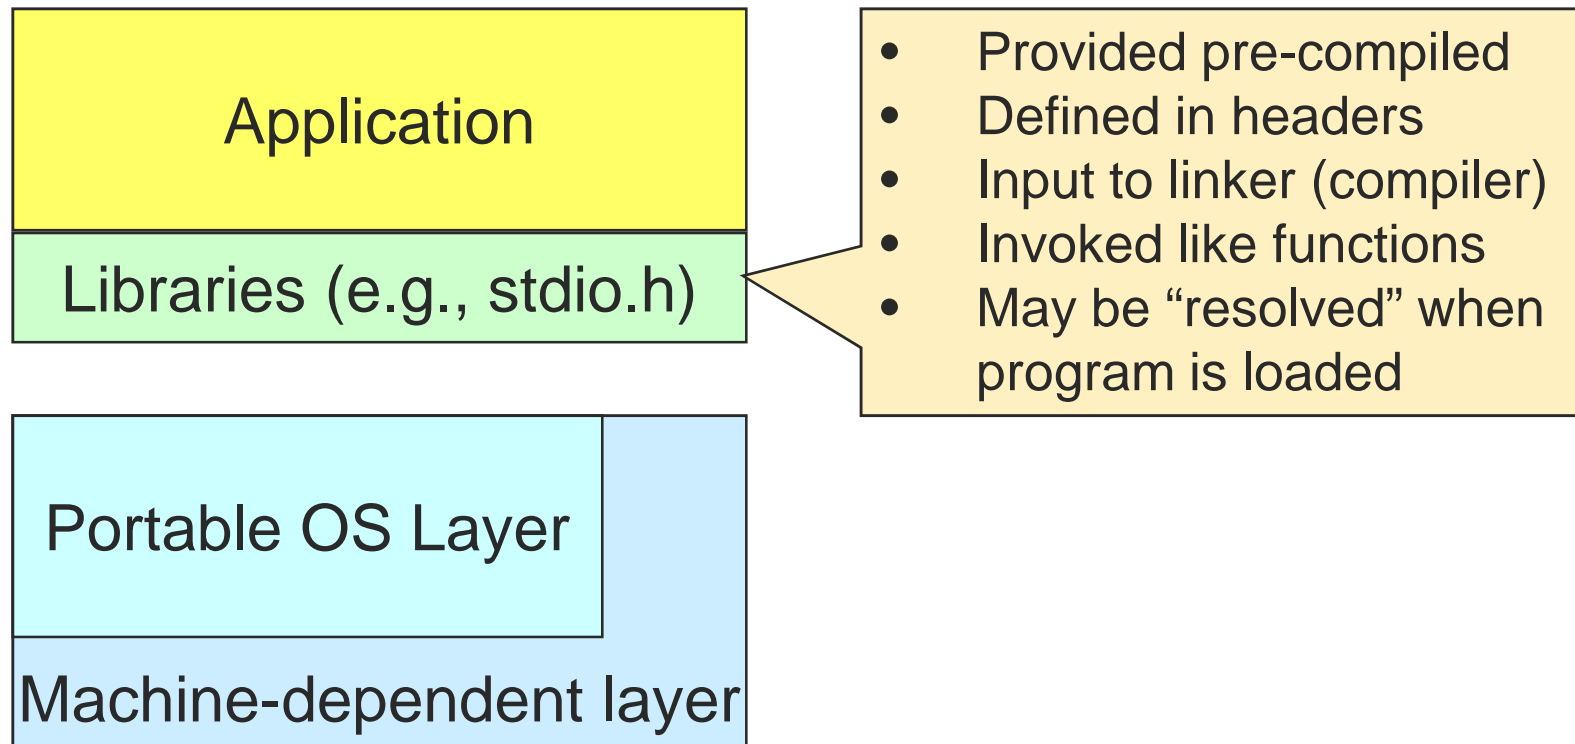 Application
Libraries (e.g., stdio.h)
Portable OS Layer
Machine-dependent layer
• Provided pre-compiled
• Defined in headers
• Input to linker (compiler)
• Invoked like functions
• May be “resolved” when
program is loaded